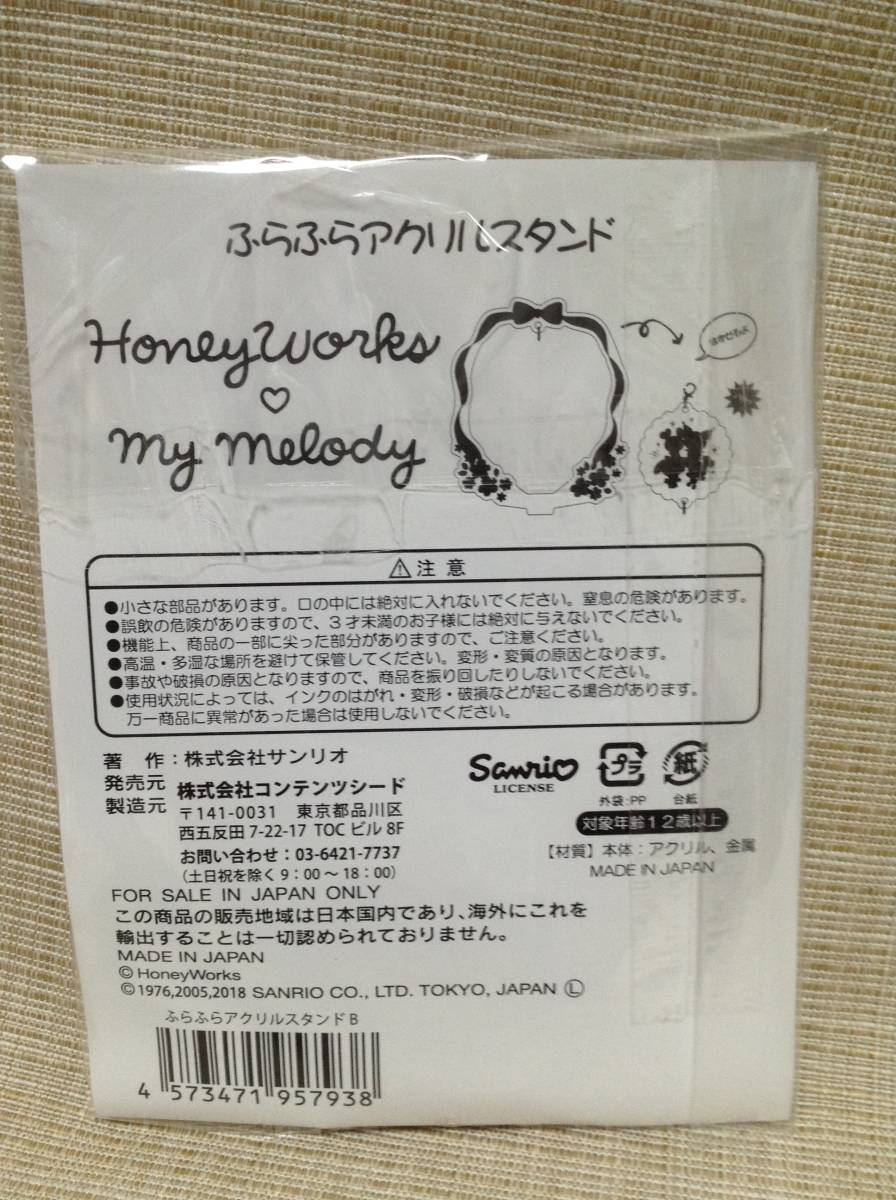 ふらふらアクリルスタンド
HoneyWorks
♡
my melody
はずせるよ
⚠注意
●小さな部品があります。口の中には絶対に入れないでください。窒息の危険があります。
●誤飲の危険がありますので、3才未満のお子様には絶対に与えないでください。
●機能上、商品の一部に尖った部分がありますので、ご注意ください。
●高温・多湿な場所を避けて保管してください。変形・変質の原因となります。
●事故や破損の原因となりますので、商品を振り回したりしないでください。
●使用状況によっては、インクのはがれ・変形・破損などが起こる場合があります。
万一商品に異常があった場合は使用しないでください。
著 作：株式会社サンリオ
発売元
製造元
株式会社コンテンツシード
〒141-0031 東京都品川区
西五反田7-22-17 TOCビル8F
お問い合わせ：03-6421-7737
（土日祝を除く9：00～18：00）
Sanrio
LICENSE
プラ
外装:PP
紙
台紙
対象年齢12歳以上
【材質】本体：アクリル、金属
MADE IN JAPAN
FOR SALE IN JAPAN ONLY
この商品の販売地域は日本国内であり、海外にこれを
輸出することは一切認められておりません。
MADE IN JAPAN
©HoneyWorks
©1976,2005,2018 SANRIO CO., LTD. TOKYO, JAPAN Ⓛ
ふらふらアクリルスタンドB
4 573471 957938